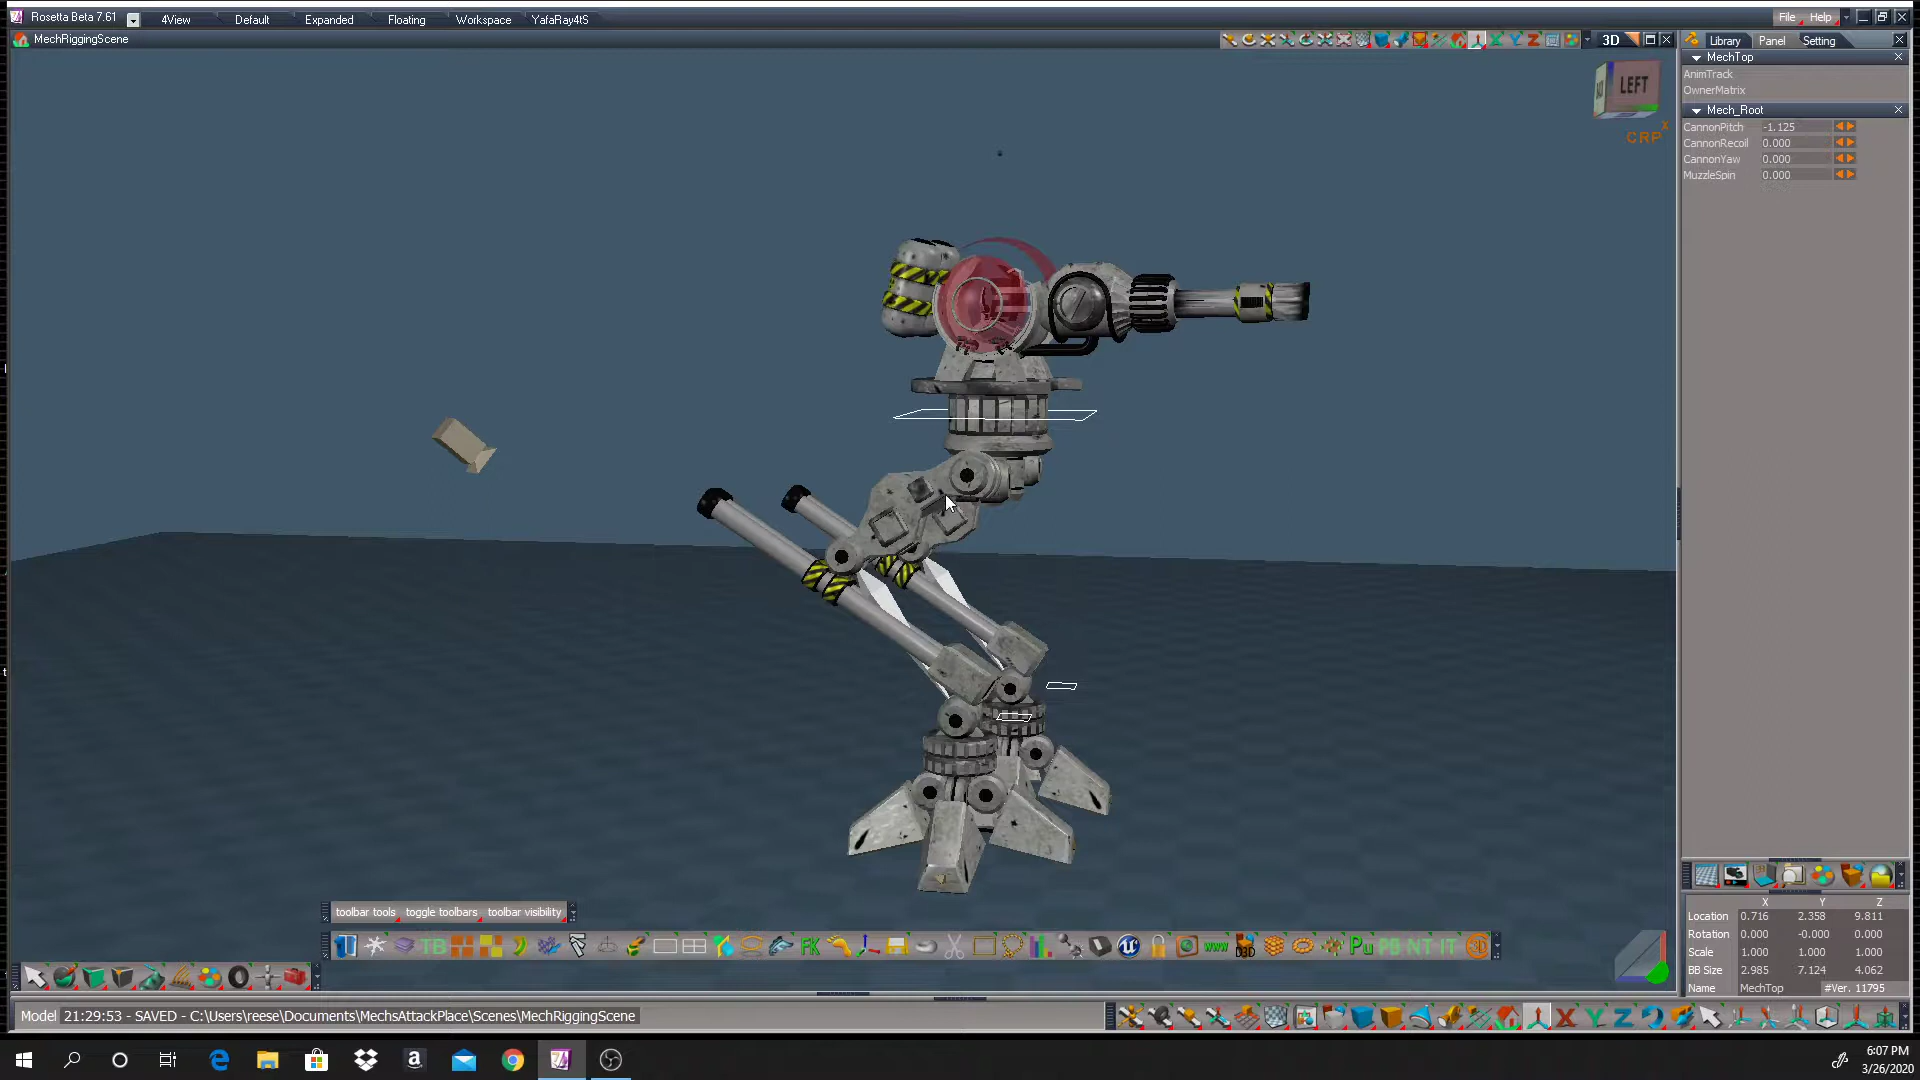 Rosetta Beta 7.61
4View
Default
Expanded
Floating
Workspace
YafaRay4tS
File
Help
MechRiggingScene
3D
Library
Panel
Setting
MechTop
AnimTrack
OwnerMatrix
Mech_Root
CannonPitch -1.125
CannonRecoil 0.000
CannonYaw 0.000
MuzzleSpin 0.000
LEFT
CRP
X
toolbar tools
toggle toolbars
toolbar visibility
TB
FK
www
D3D
Pu PB NT IT
X Y Z
Location 0.716 2.358 9.811
Rotation 0.000 -0.000 0.000
Scale 1.000 1.000 1.000
BB Size 2.985 7.124 4.062
Name MechTop #Ver. 11795
Model 21:29:53 - SAVED - C:\Users\reese\Documents\MechsAttackPlace\Scenes\MechRiggingScene
6:07 PM
3/26/2020